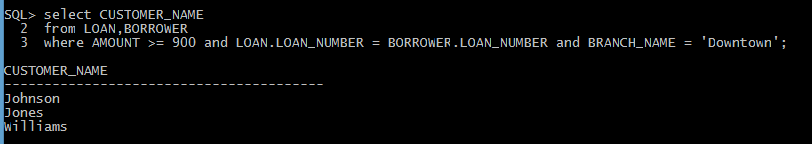 SQL> select CUSTOMER_NAME
  2  from LOAN,BORROWER
  3  where AMOUNT >= 900 and LOAN.LOAN_NUMBER = BORROWER.LOAN_NUMBER and BRANCH_NAME = 'Downtown';
CUSTOMER_NAME
----------------------------------------
Johnson
Jones
Williams